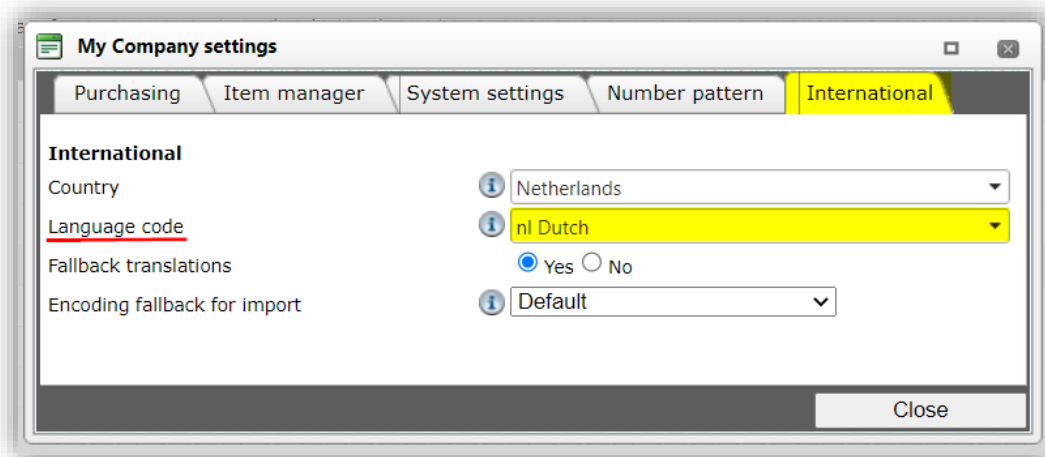 My Company settings
Purchasing Item manager System settings Number pattern International
International
Country Netherlands
Language code nl Dutch
Fallback translations Yes No
Encoding fallback for import Default
Close